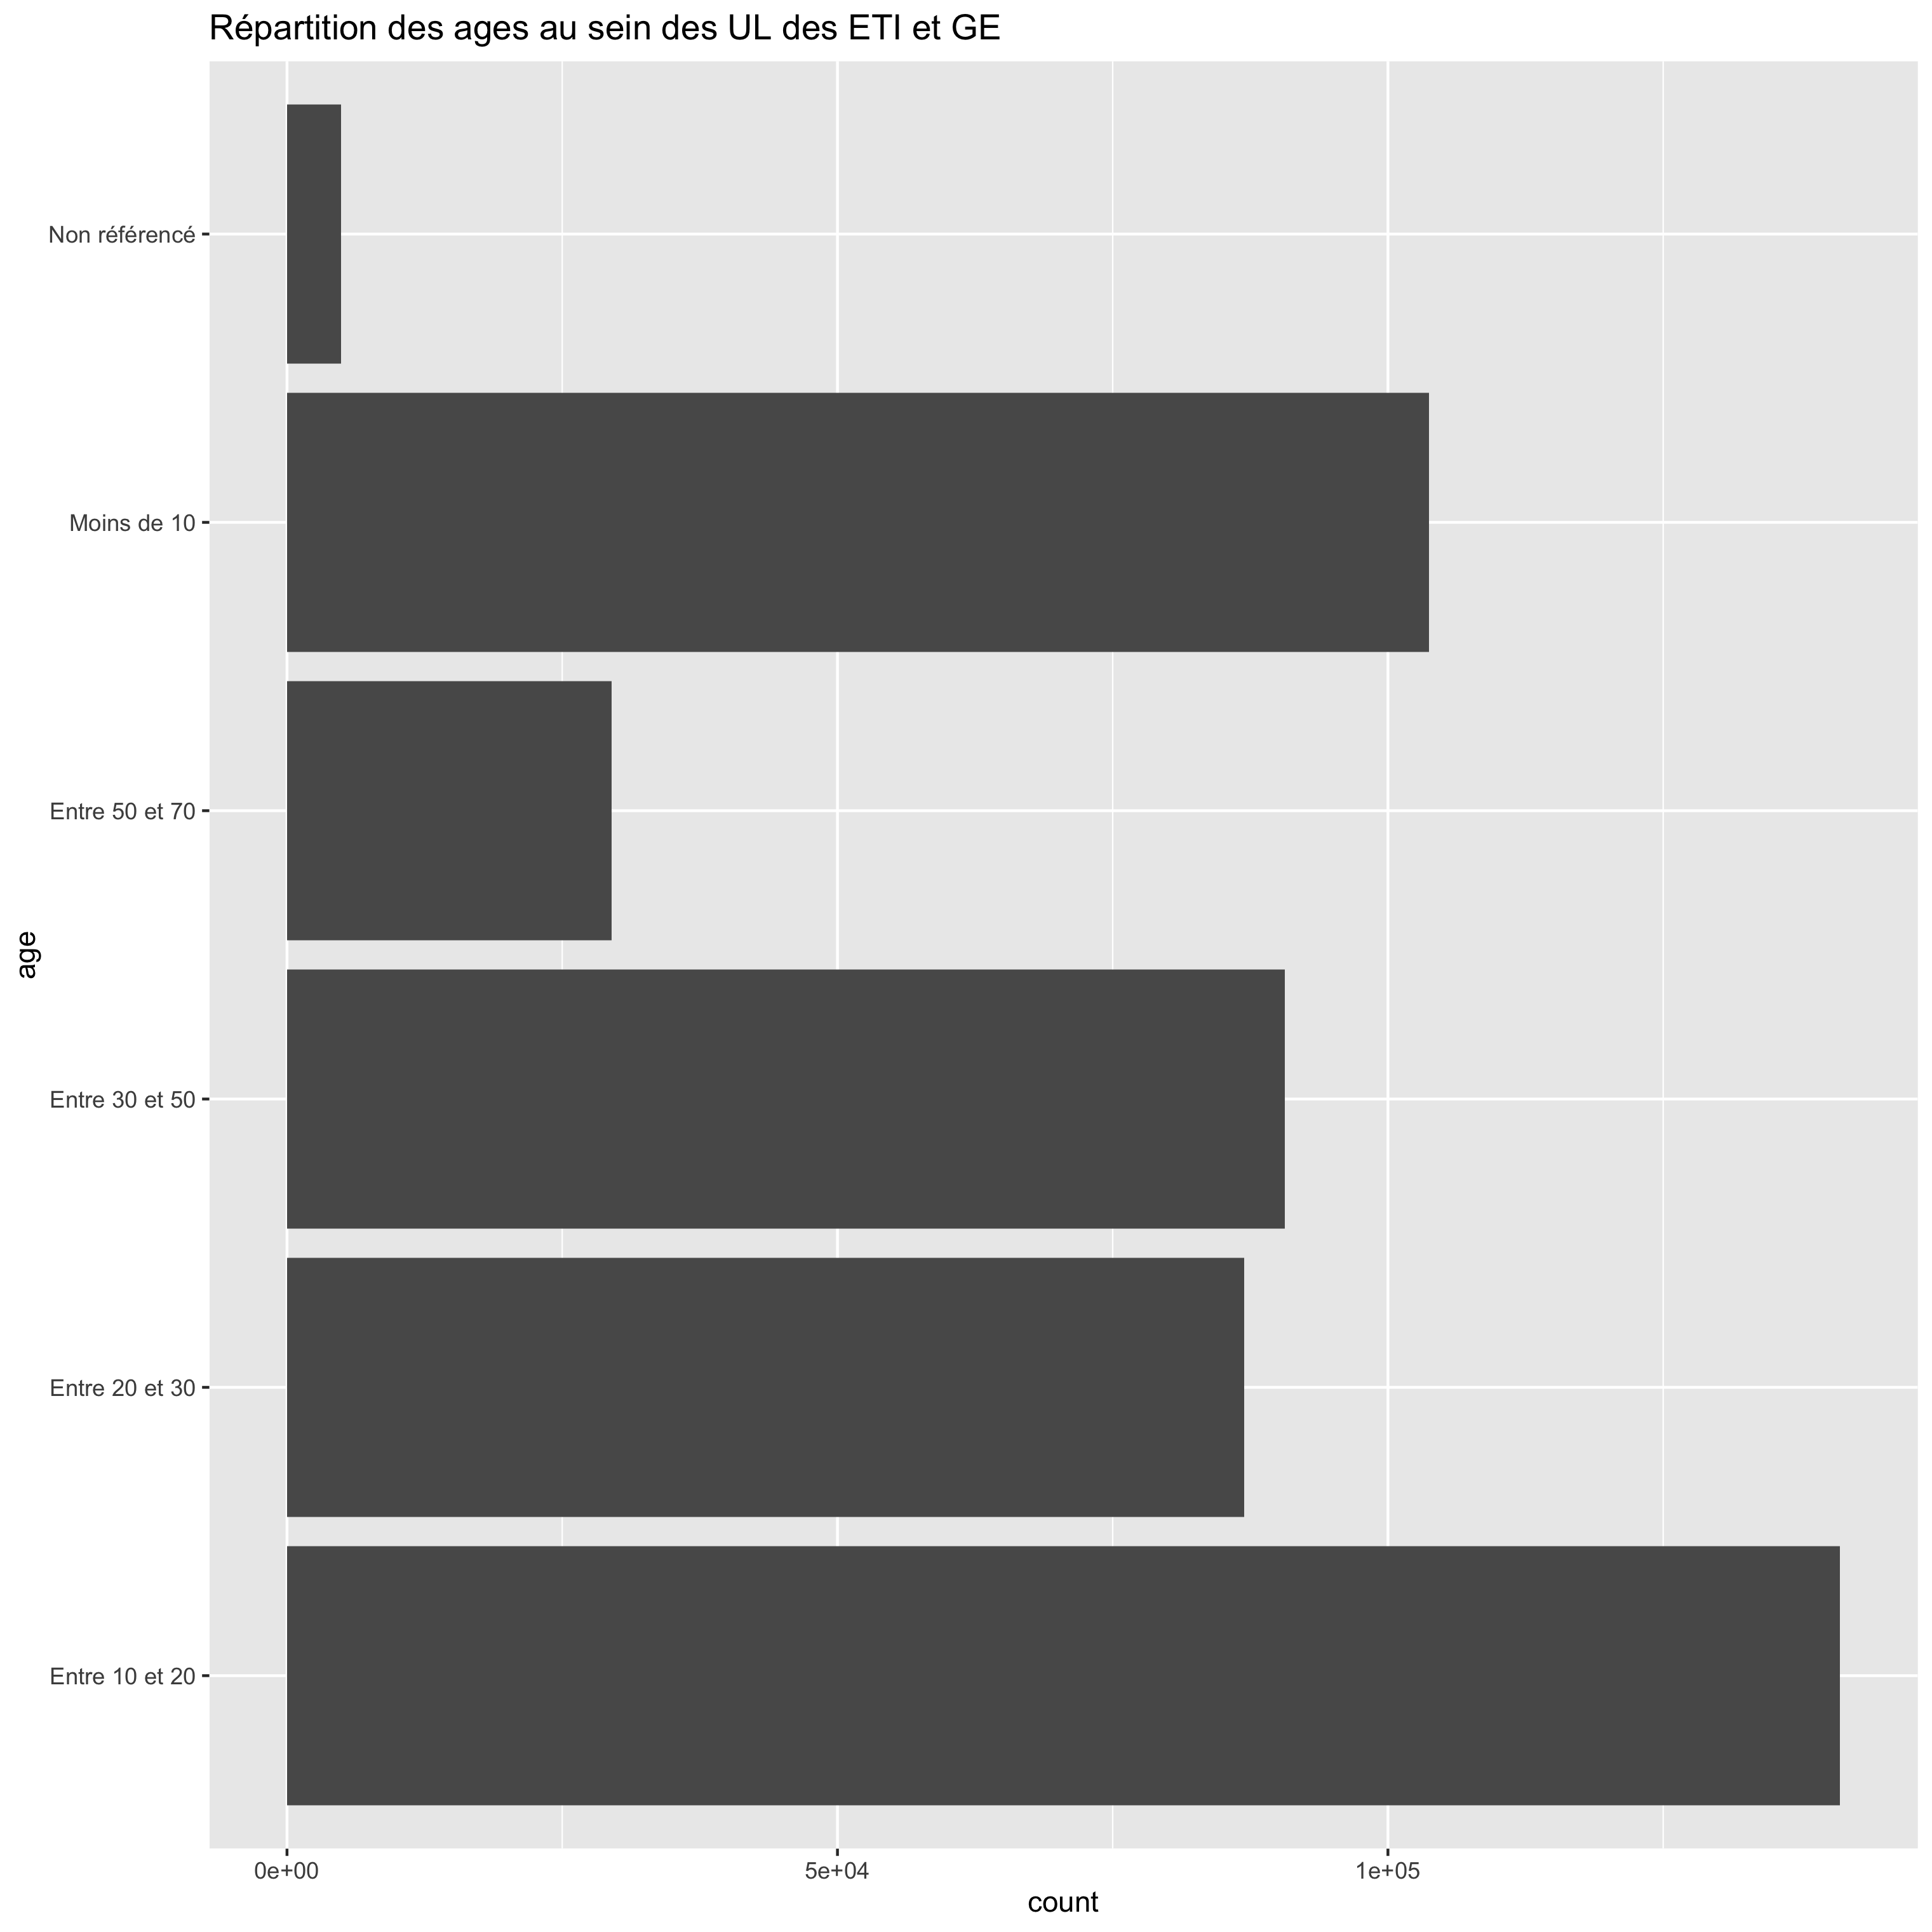 Répartition des ages au sein des UL des ETI et GE
Non référencé
Moins de 10
Entre 50 et 70
Entre 30 et 50
Entre 20 et 30
Entre 10 et 20
age
0e+00
5e+04
1e+05
count